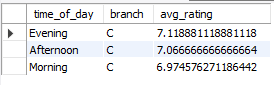 time_of_day branch avg_rating
Evening C 7.118881118881118
Afternoon C 7.066666666666664
Morning C 6.974576271186442